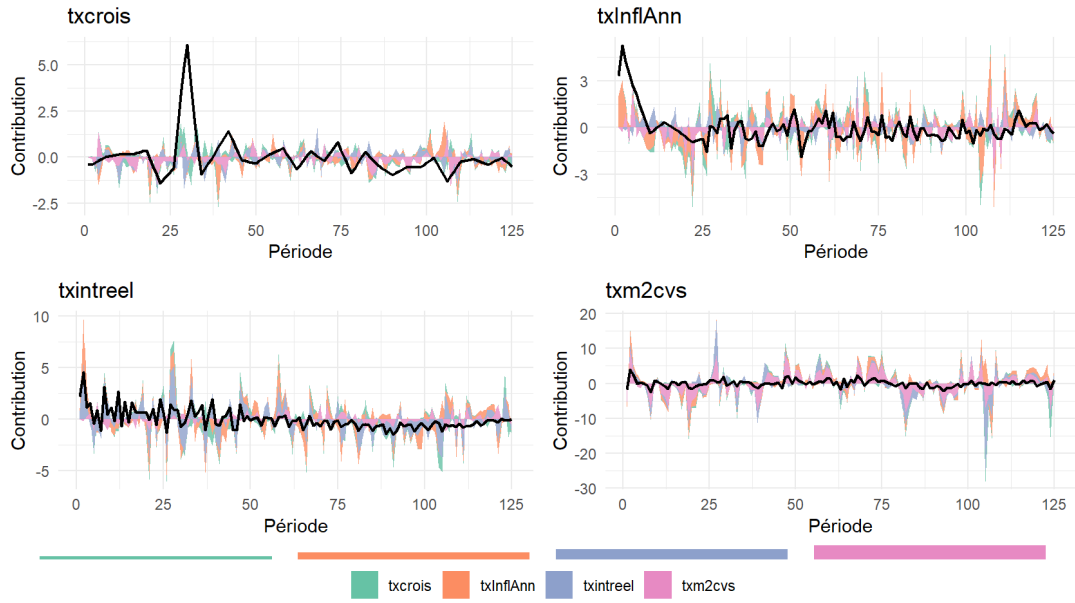 txcrois
Contribution
5.0
2.5
0.0
-2.5
0 25 50 75 100 125
Période
txInflAnn
Contribution
3
0
-3
0 25 50 75 100 125
Période
txintreel
Contribution
10
5
0
-5
0 25 50 75 100 125
Période
txm2cvs
Contribution
20
10
0
-10
-20
-30
0 25 50 75 100 125
Période
txcrois txInflAnn txintreel txm2cvs